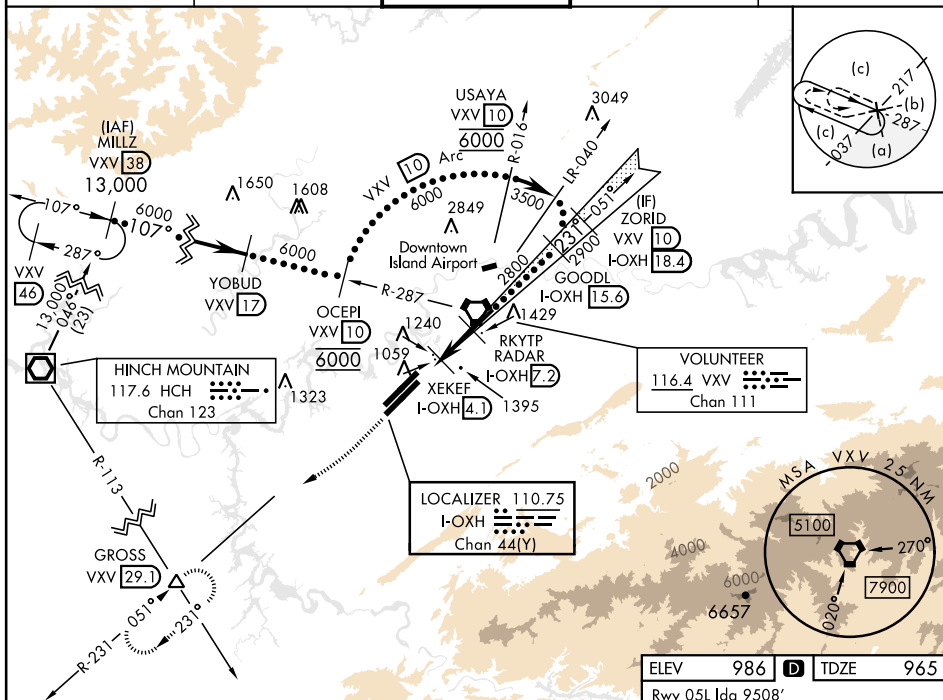 (IAF)
MILLZ
VXV 38
13,000
107°
6000
107°
287°
VXV
46
13,000
046°
(23)
1650
1608
YOBUD
VXV 17
6000
OCEPI
VXV 10
6000
VXV 10 Arc
6000
USAYA
VXV 10
6000
R-016
3500
3049
LR-040
2849
Downtown
Island Airport
R-287
051°
231°
2900
2800
(IF)
ZORID
VXV 10
I-OXH 18.4
GOODL
I-OXH 15.6
1429
RKYTP
RADAR
I-OXH 7.2
1240
1059
XEKEF
I-OXH 4.1
1395
1323
HINCH MOUNTAIN
117.6 HCH
Chan 123
VOLUNTEER
116.4 VXV
Chan 111
LOCALIZER 110.75
I-OXH
Chan 44(Y)
R-113
GROSS
VXV 29.1
051°
231°
R-231
(c)
217
(b)
287
(c)
037
(a)
2000
4000
6000
6657
MSA VXV 25 NM
5100
270°
7900
020°
ELEV 986 D TDZE 965
Rwy 05L lda 9508'